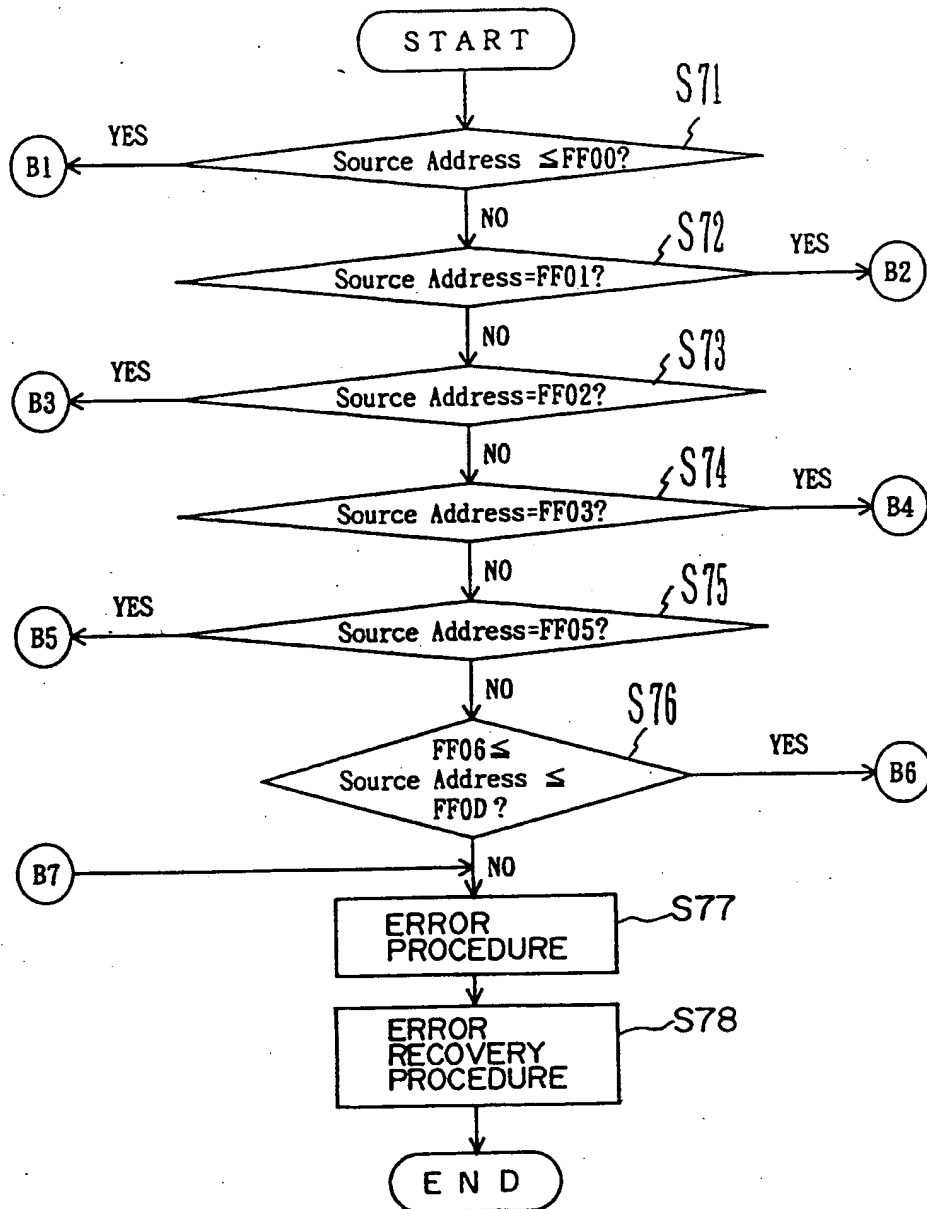 START
S71
YES
B1
Source Address ≦FF00?
NO
S72
YES
Source Address=FF01?
B2
NO
S73
YES
B3
Source Address=FF02?
NO
S74
YES
Source Address=FF03?
B4
NO
S75
YES
B5
Source Address=FF05?
NO
S76
FF06≦
Source Address ≦
FF0D?
YES
B6
B7
NO
ERROR
PROCEDURE
S77
ERROR
RECOVERY
PROCEDURE
S78
END